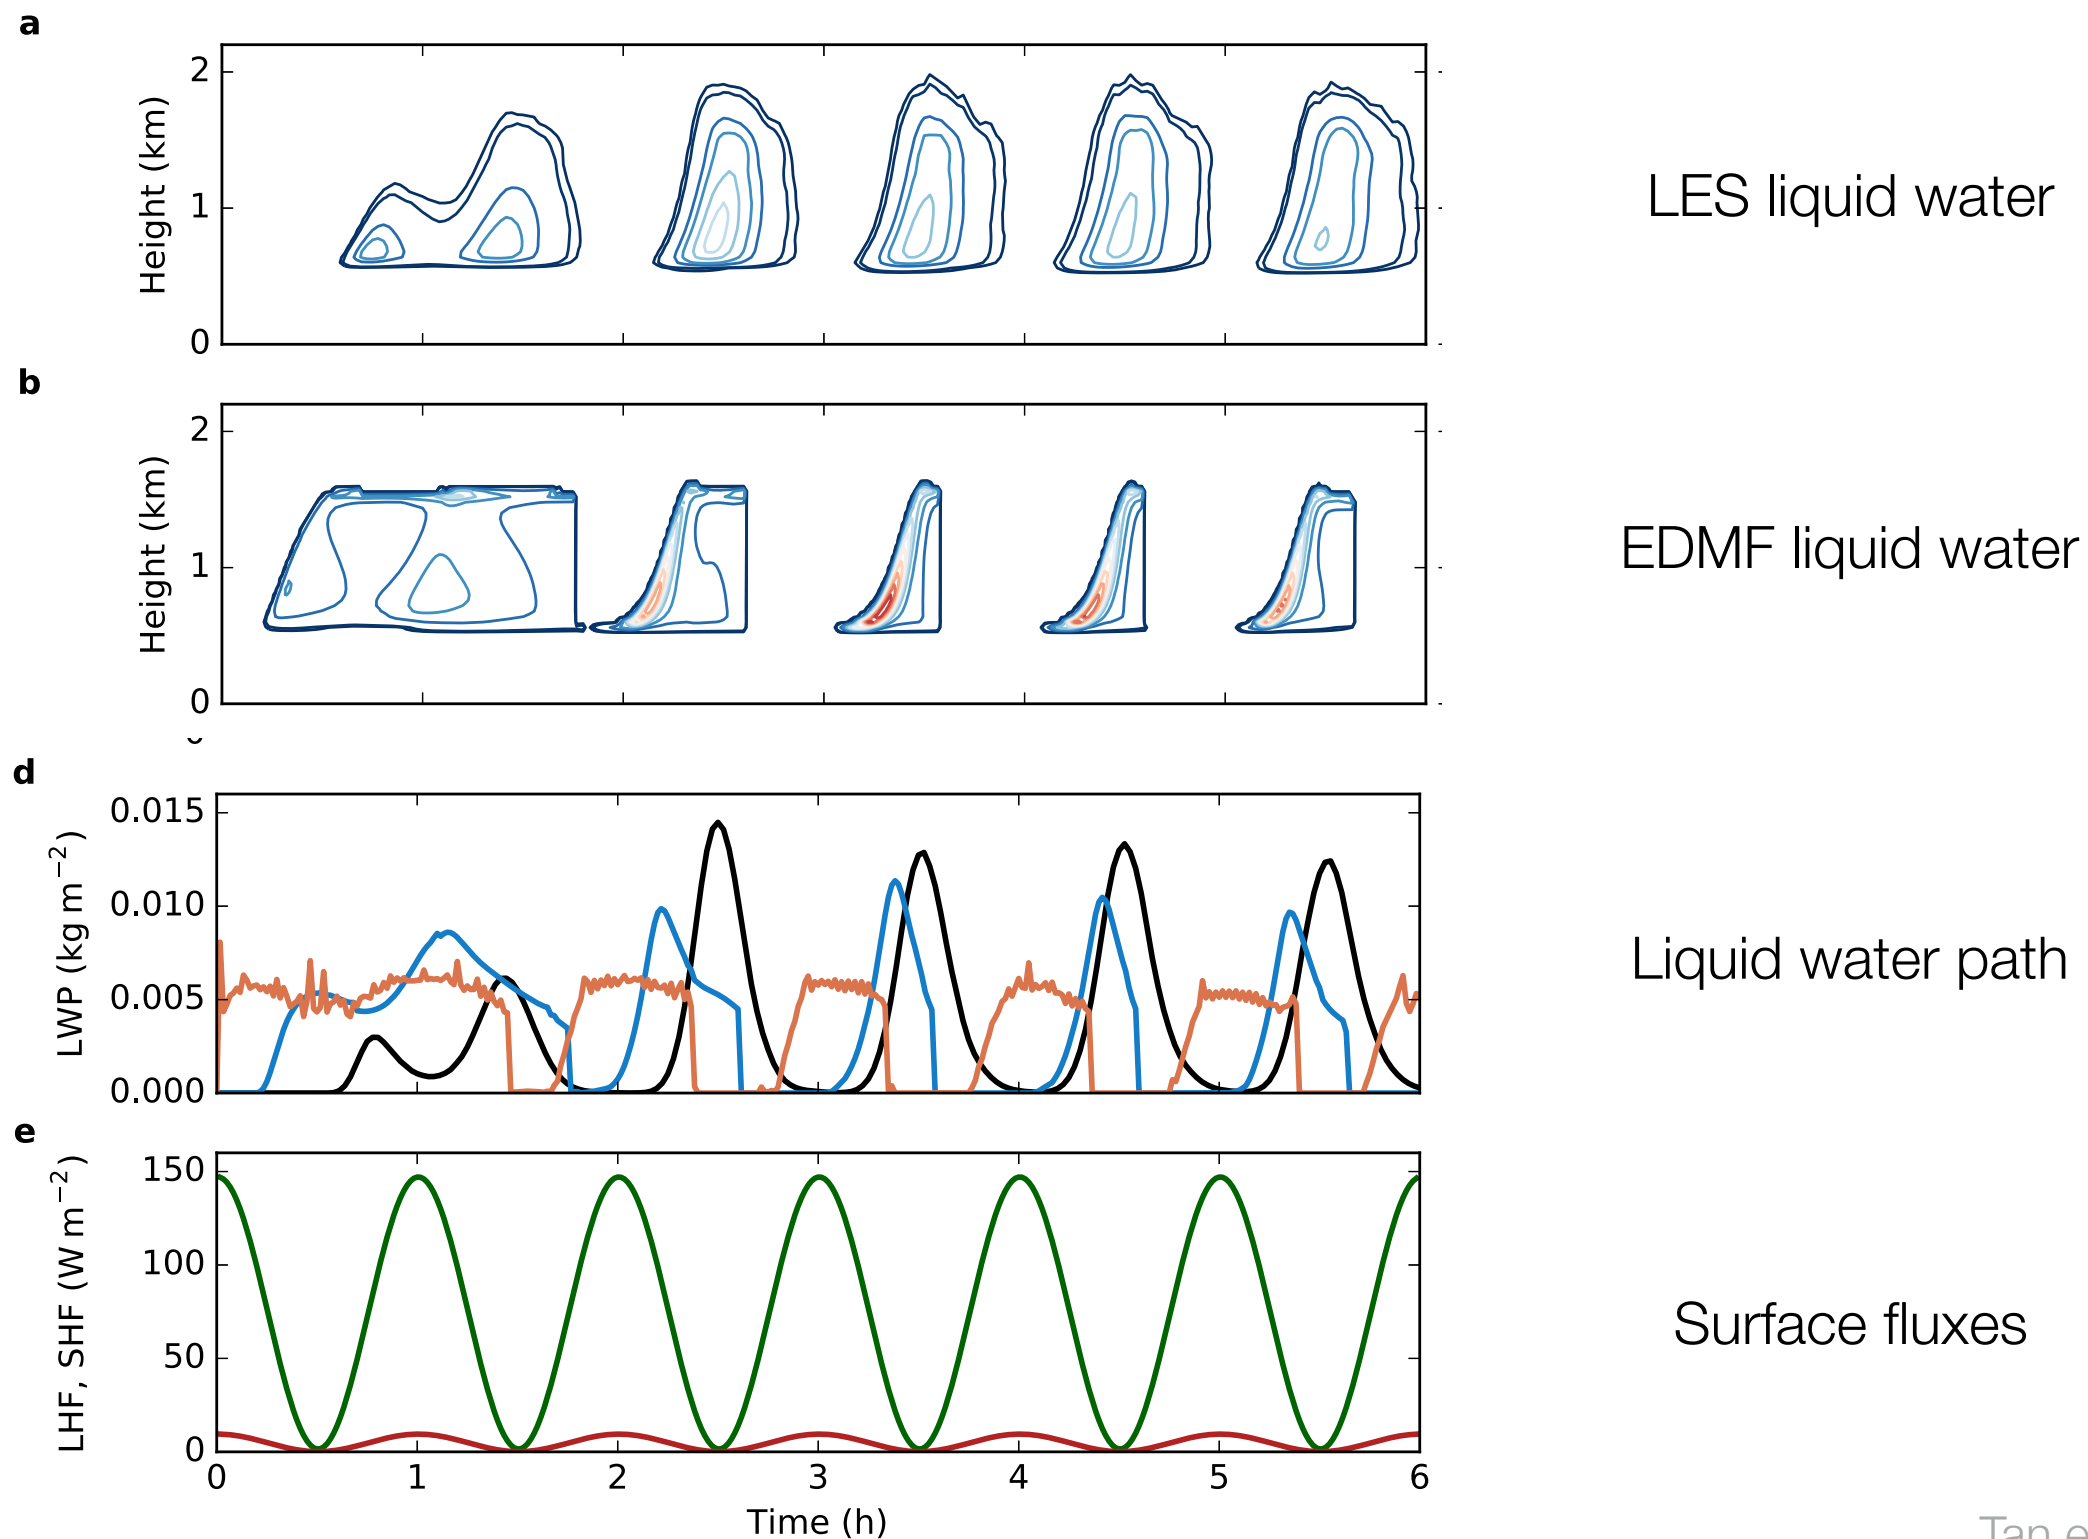 a
2
1
0
Height (km)
LES liquid water
b
2
1
0
Height (km)
EDMF liquid water
d
0.015
0.010
0.005
0.000
LWP (kg m⁻²)
Liquid water path
e
150
100
50
0
LHF, SHF (W m⁻²)
Surface fluxes
0 1 2 3 4 5 6
Time (h)
Tan e